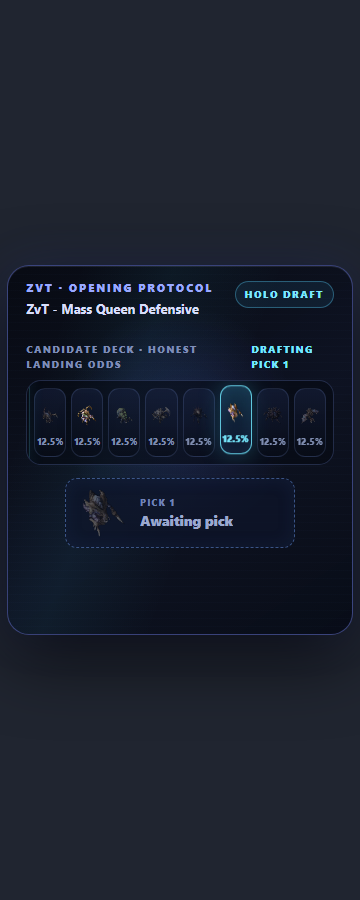 ZVT · OPENING PROTOCOL
HOLO DRAFT
ZvT - Mass Queen Defensive
CANDIDATE DECK · HONEST
LANDING ODDS
DRAFTING
PICK 1
12.5% 12.5% 12.5% 12.5% 12.5% 12.5% 12.5% 12.5%
PICK 1
Awaiting pick